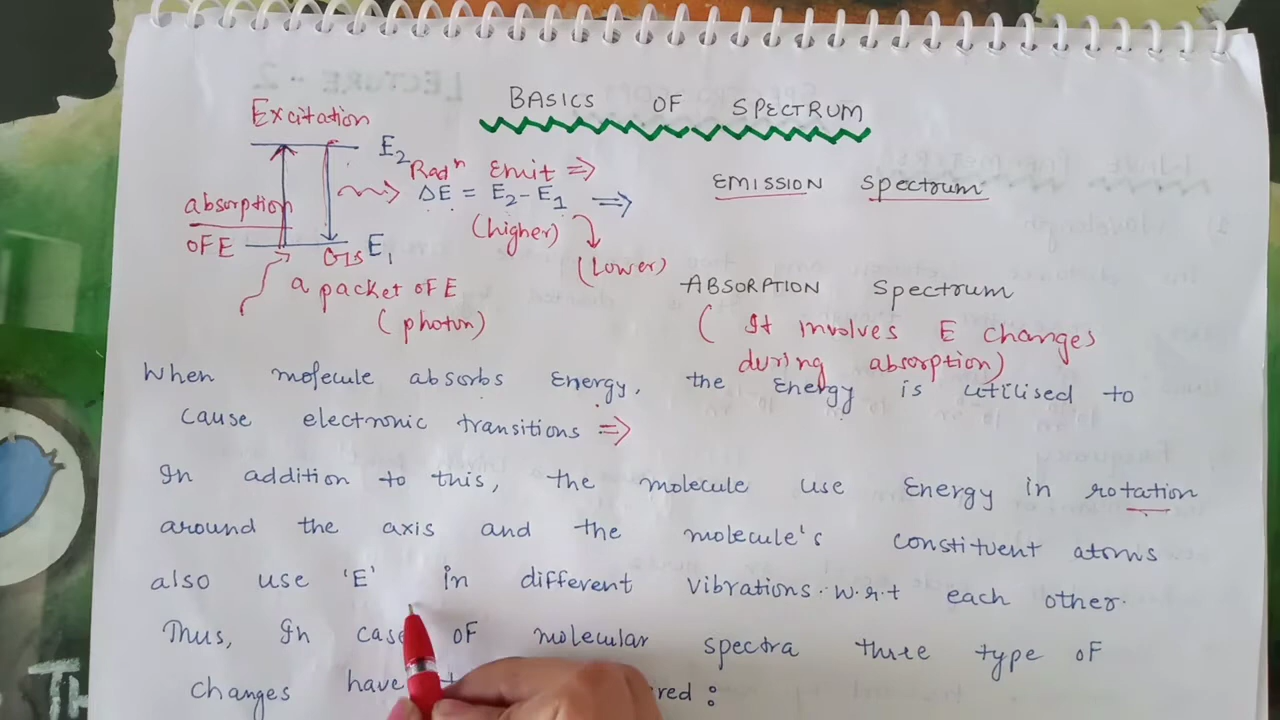 BASICS OF SPECTRUM
Excitation
E₂
Radⁿ Emit ⇒
ΔE = E₂ - E₁ ⇒
(higher)
(Lower)
absorption
OF E
E₁
a packet OF E
(photon)
EMISSION Spectrum
ABSORPTION Spectrum
( It involves E changes
during absorption)
When molecule absorbs Energy, the Energy is utilised to
cause electronic transitions ⇒
In addition to this, the molecule use Energy in rotation
around the axis and the molecule's constituent atoms
also use 'E' in different vibrations w.r.t each other.
Thus, In case OF molecular spectra three type OF
changes have :
TH